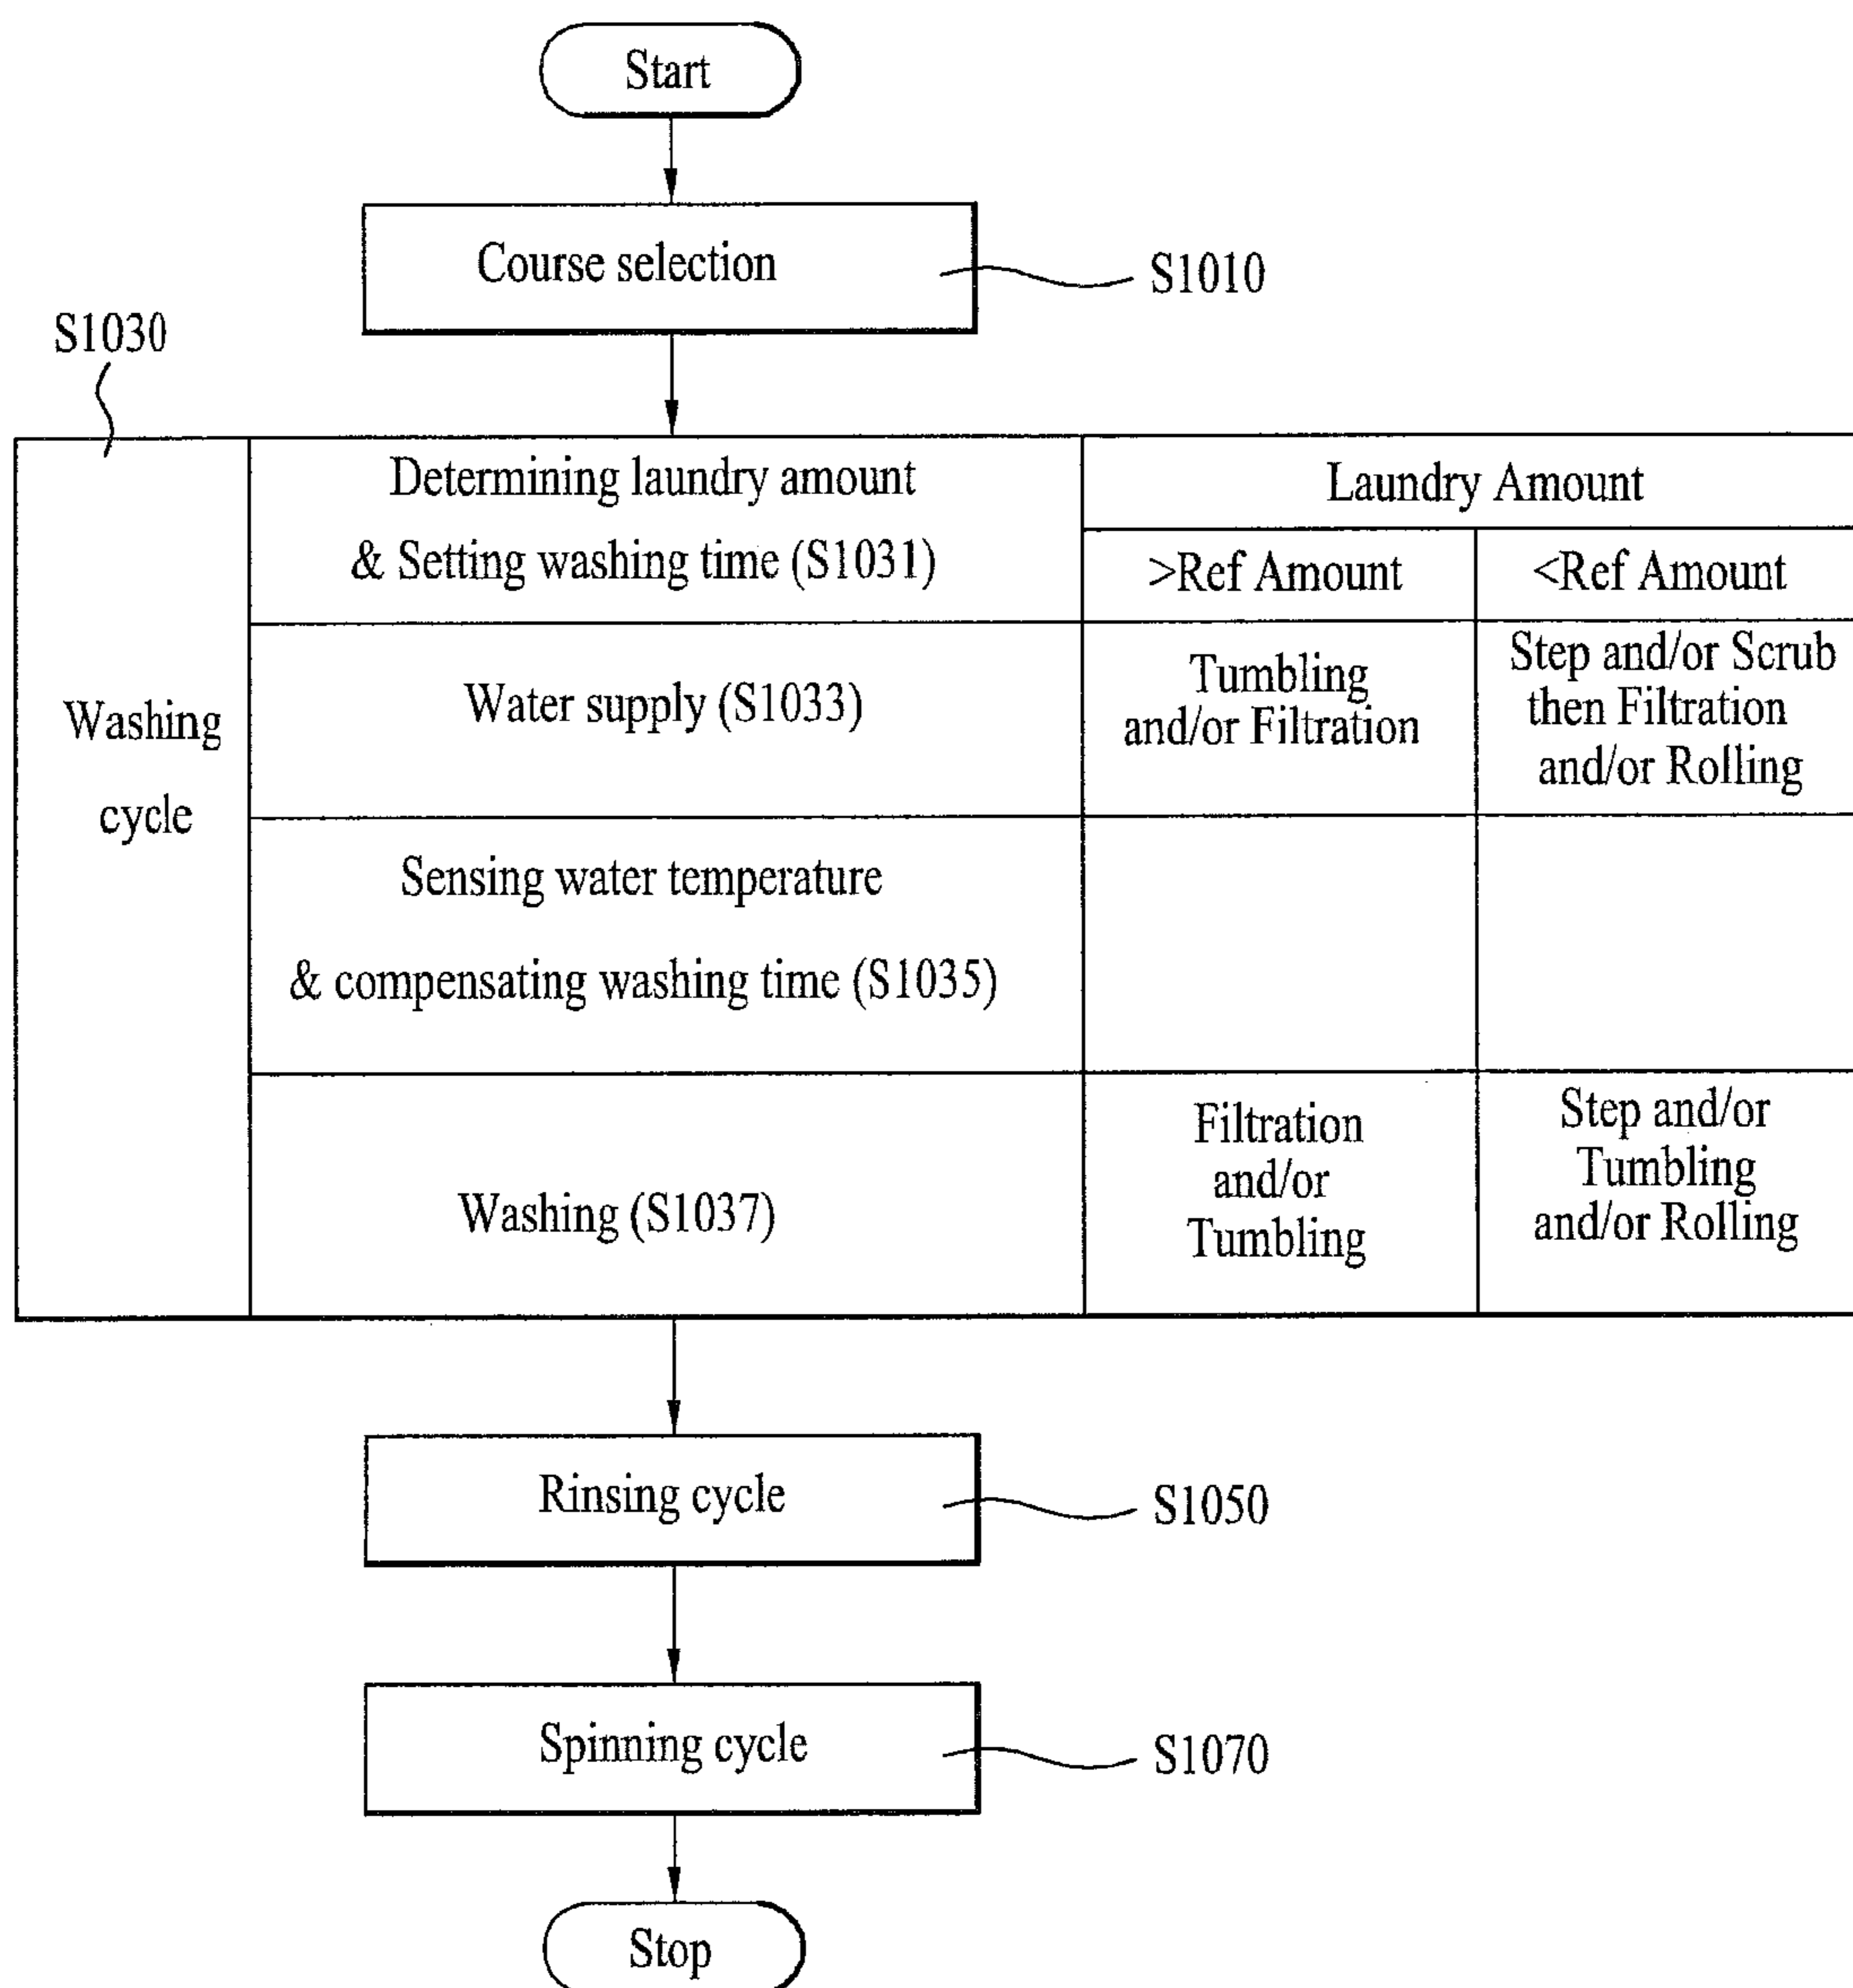 Start
Course selection
S1010
S1030
Determining laundry amount
& Setting washing time (S1031)
Laundry Amount
>Ref Amount
<Ref Amount
Washing
cycle
Water supply (S1033)
Tumbling
and/or Filtration
Step and/or Scrub
then Filtration
and/or Rolling
Sensing water temperature
& compensating washing time (S1035)
Washing (S1037)
Filtration
and/or
Tumbling
Step and/or
Tumbling
and/or Rolling
Rinsing cycle
S1050
Spinning cycle
S1070
Stop